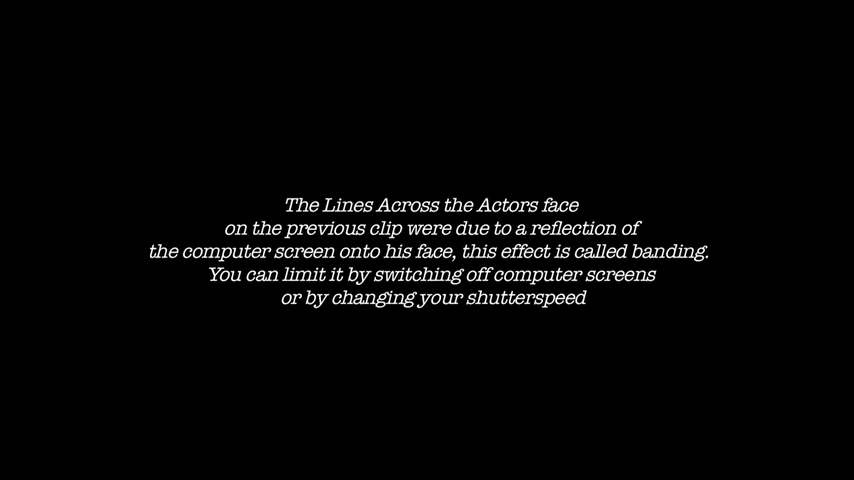 The Lines Across the Actors face
on the previous clip were due to a reflection of
the computer screen onto his face, this effect is called banding.
You can limit it by switching off computer screens
or by changing your shutterspeed